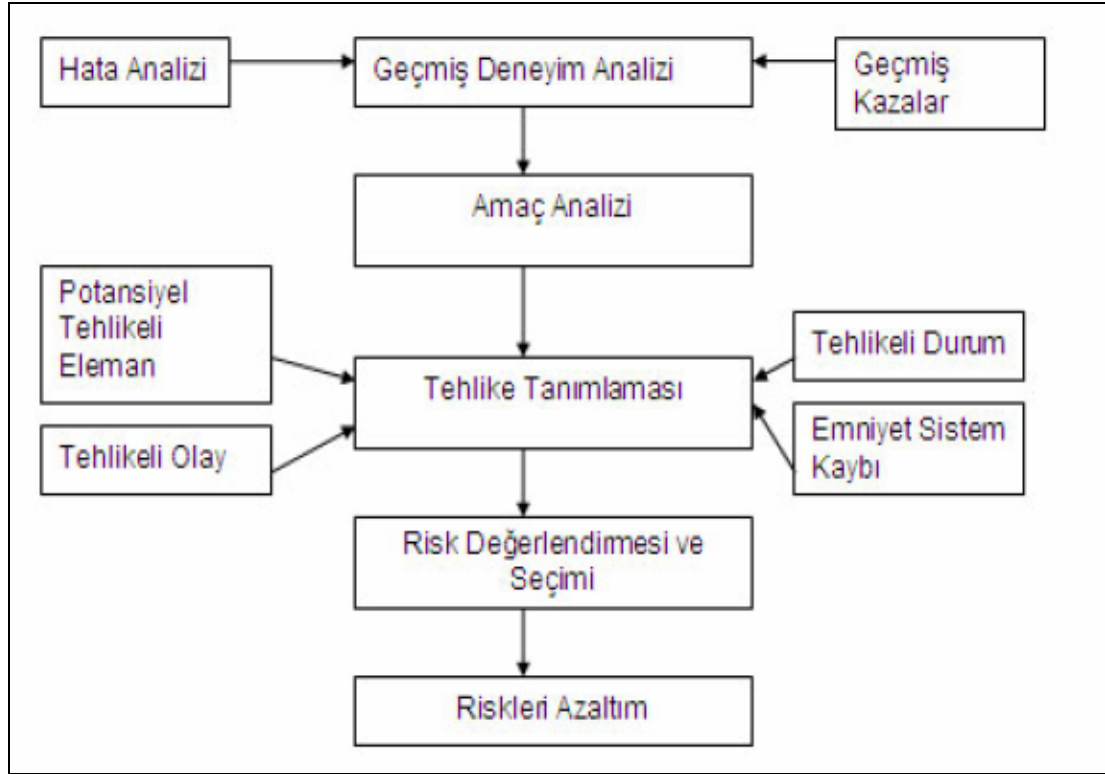 Hata Analizi
Geçmiş Deneyim Analizi
Geçmiş
Kazalar
Amaç Analizi
Potansiyel
Tehlikeli
Eleman
Tehlikeli Durum
Tehlike Tanımlaması
Tehlikeli Olay
Emniyet Sistem
Kaybı
Risk Değerlendirmesi ve
Seçimi
Riskleri Azaltım